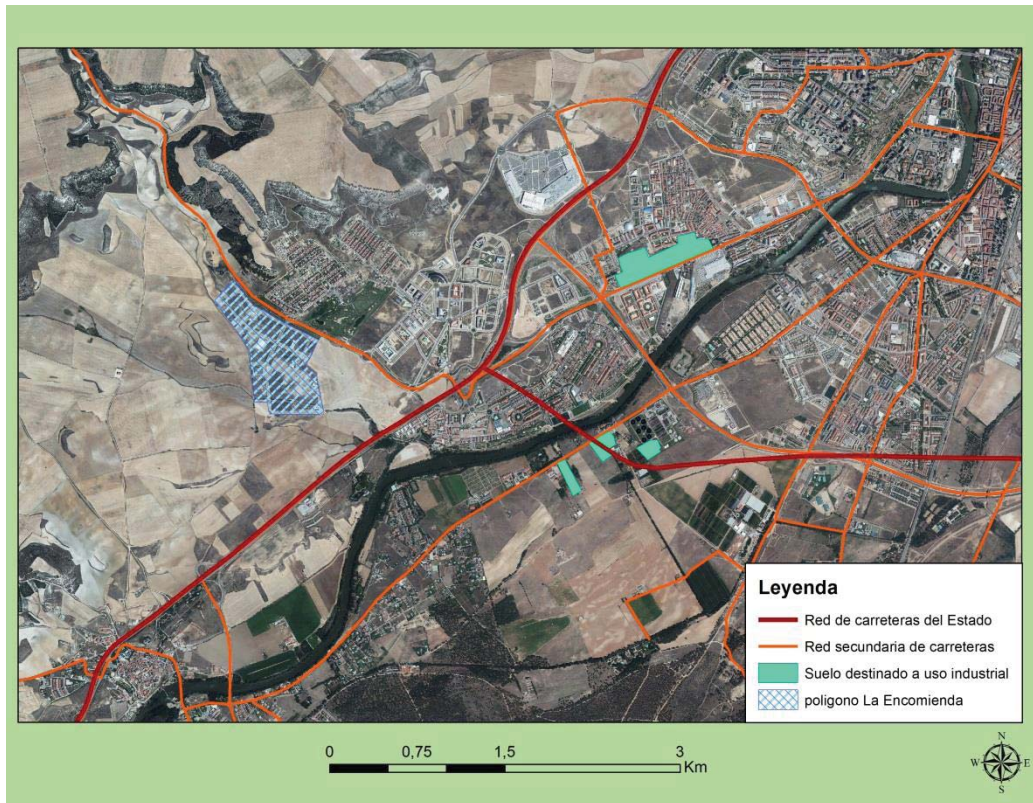 Leyenda
Red de carreteras del Estado
Red secundaria de carreteras
Suelo destinado a uso industrial
poligono La Encomienda
0 0,75 1,5 3
Km
N
W E
S